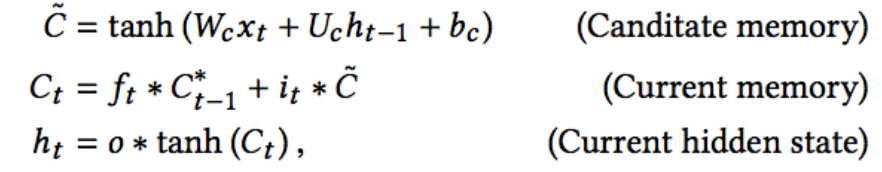 C̃ = tanh (W_c x_t + U_c h_{t−1} + b_c) (Canditate memory)
C_t = f_t ∗ C^∗_{t−1} + i_t ∗ C̃ (Current memory)
h_t = o ∗ tanh (C_t) , (Current hidden state)